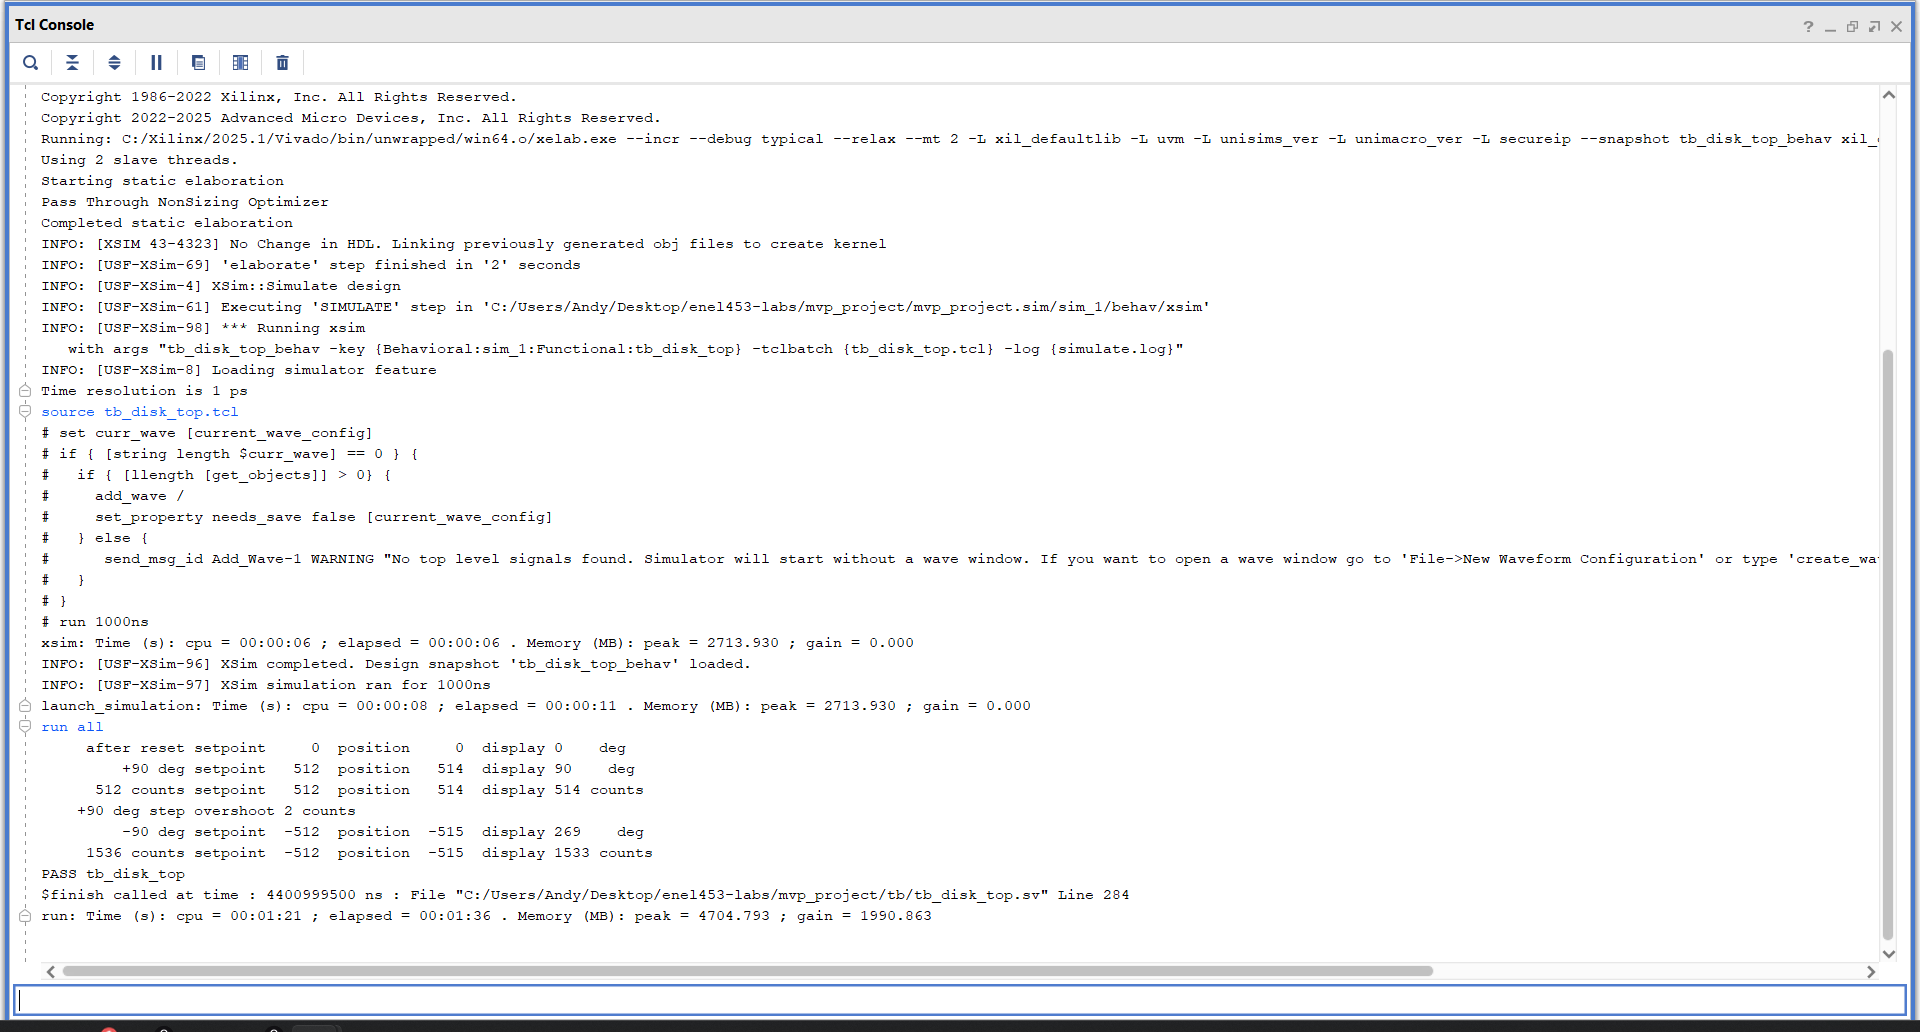 Tcl Console
Copyright 1986-2022 Xilinx, Inc. All Rights Reserved.
Copyright 2022-2025 Advanced Micro Devices, Inc. All Rights Reserved.
Running: C:/Xilinx/2025.1/Vivado/bin/unwrapped/win64.o/xelab.exe --incr --debug typical --relax --mt 2 -L xil_defaultlib -L uvm -L unisims_ver -L unimacro_ver -L secureip --snapshot tb_disk_top_behav xil_
Using 2 slave threads.
Starting static elaboration
Pass Through NonSizing Optimizer
Completed static elaboration
INFO: [XSIM 43-4323] No Change in HDL. Linking previously generated obj files to create kernel
INFO: [USF-XSim-69] 'elaborate' step finished in '2' seconds
INFO: [USF-XSim-4] XSim::Simulate design
INFO: [USF-XSim-61] Executing 'SIMULATE' step in 'C:/Users/Andy/Desktop/enel453-labs/mvp_project/mvp_project.sim/sim_1/behav/xsim'
INFO: [USF-XSim-98] *** Running xsim
   with args "tb_disk_top_behav -key {Behavioral:sim_1:Functional:tb_disk_top} -tclbatch {tb_disk_top.tcl} -log {simulate.log}"
INFO: [USF-XSim-8] Loading simulator feature
Time resolution is 1 ps
source tb_disk_top.tcl
# set curr_wave [current_wave_config]
# if { [string length $curr_wave] == 0 } {
#   if { [llength [get_objects]] > 0} {
#     add_wave /
#     set_property needs_save false [current_wave_config]
#   } else {
#      send_msg_id Add_Wave-1 WARNING "No top level signals found. Simulator will start without a wave window. If you want to open a wave window go to 'File->New Waveform Configuration' or type 'create_wa
#   }
# }
# run 1000ns
xsim: Time (s): cpu = 00:00:06 ; elapsed = 00:00:06 . Memory (MB): peak = 2713.930 ; gain = 0.000
INFO: [USF-XSim-96] XSim completed. Design snapshot 'tb_disk_top_behav' loaded.
INFO: [USF-XSim-97] XSim simulation ran for 1000ns
launch_simulation: Time (s): cpu = 00:00:08 ; elapsed = 00:00:11 . Memory (MB): peak = 2713.930 ; gain = 0.000
run all
     after reset setpoint     0  position     0  display 0    deg
         +90 deg setpoint   512  position   514  display 90    deg
      512 counts setpoint   512  position   514  display 514 counts
    +90 deg step overshoot 2 counts
         -90 deg setpoint  -512  position  -515  display 269    deg
     1536 counts setpoint  -512  position  -515  display 1533 counts
PASS tb_disk_top
$finish called at time : 4400999500 ns : File "C:/Users/Andy/Desktop/enel453-labs/mvp_project/tb/tb_disk_top.sv" Line 284
run: Time (s): cpu = 00:01:21 ; elapsed = 00:01:36 . Memory (MB): peak = 4704.793 ; gain = 1990.863